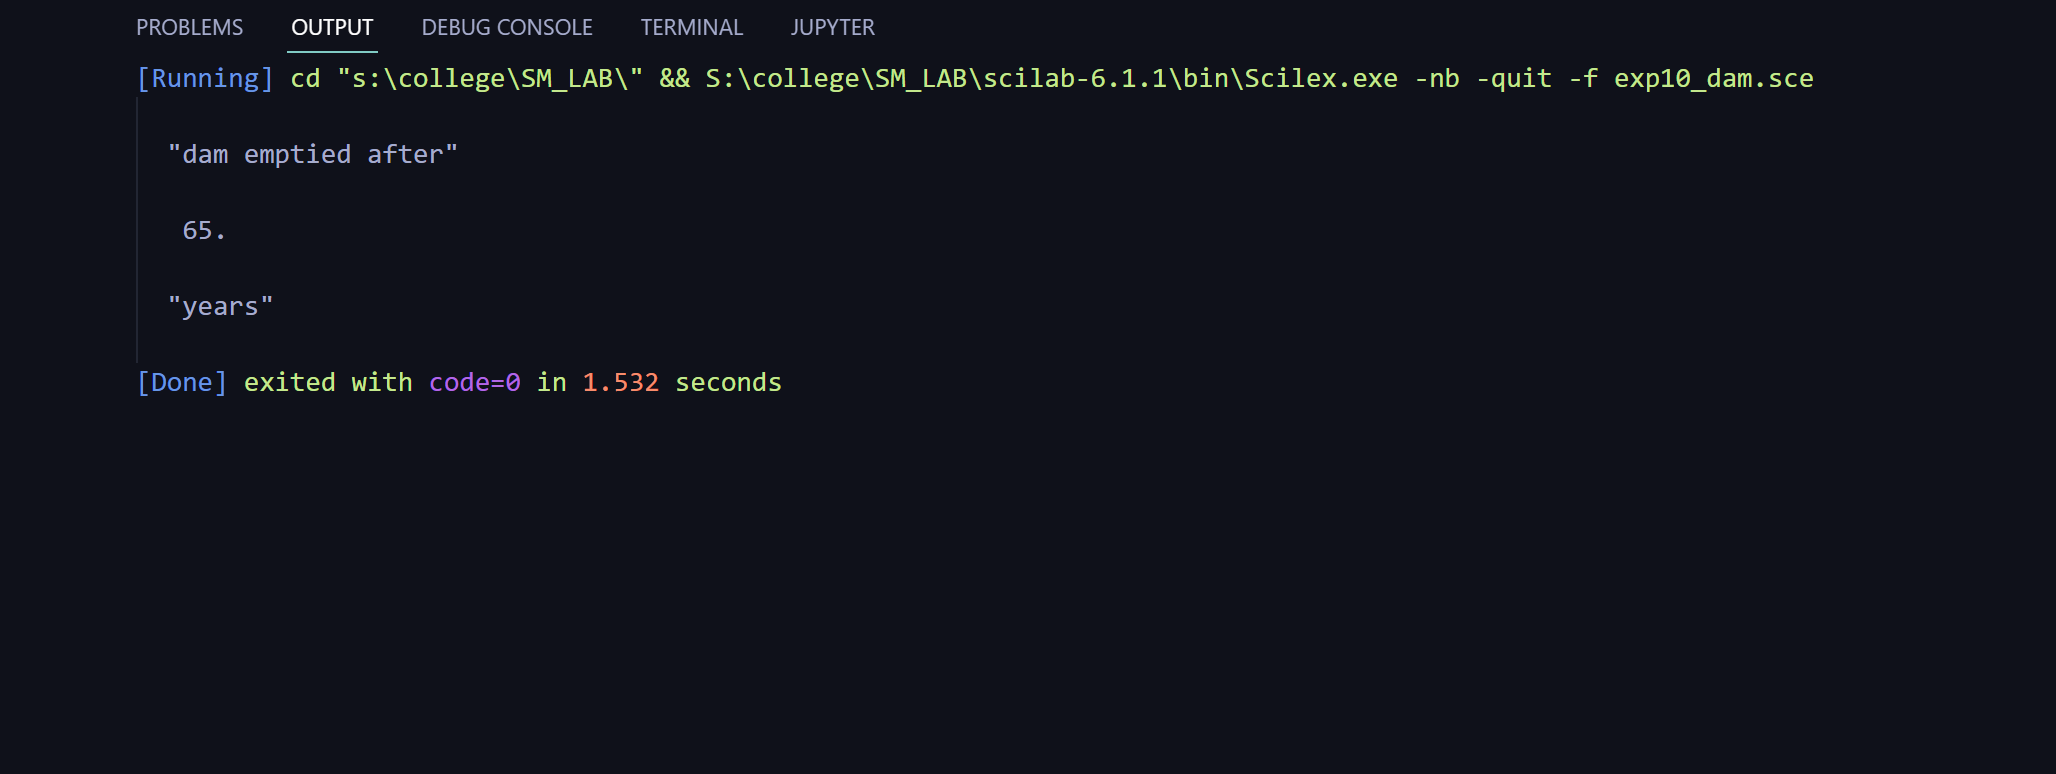 PROBLEMS OUTPUT DEBUG CONSOLE TERMINAL JUPYTER
[Running] cd "s:\college\SM_LAB\" && S:\college\SM_LAB\scilab-6.1.1\bin\Scilex.exe -nb -quit -f exp10_dam.sce
"dam emptied after"
65.
"years"
[Done] exited with code=0 in 1.532 seconds